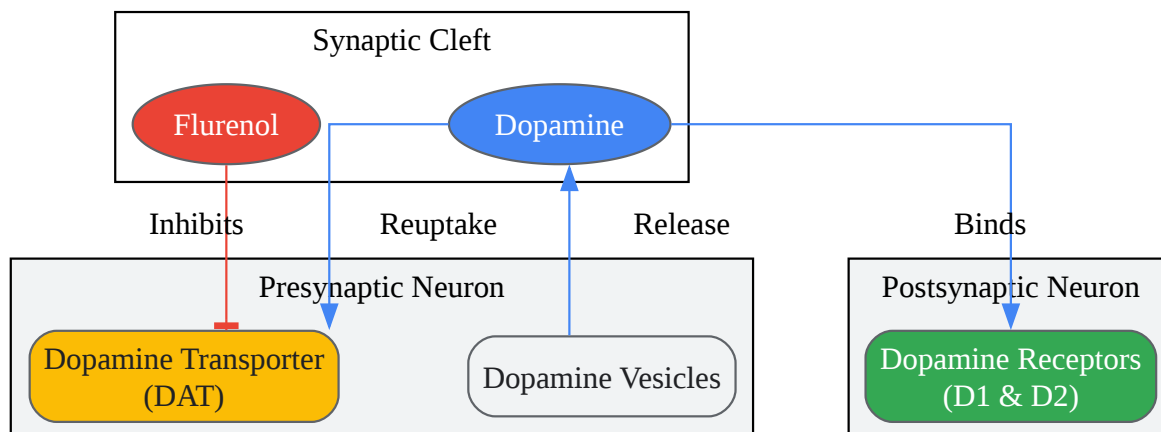 Synaptic Cleft
Flurenol
Dopamine
Inhibits
Reuptake
Release
Binds
Presynaptic Neuron
Postsynaptic Neuron
Dopamine Transporter
(DAT)
Dopamine Vesicles
Dopamine Receptors
(D1 & D2)